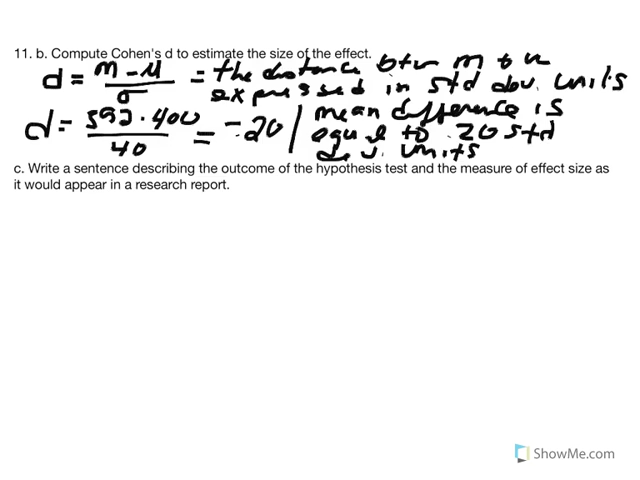 11. b. Compute Cohen's d to estimate the size of the effect.
d = M - μ / σ = the distance btw m & u
expressed in std dev. units
d = 392 - 400 / 40 = -.20 | mean difference is
equal to .20 std
dev. units
c. Write a sentence describing the outcome of the hypothesis test and the measure of effect size as
it would appear in a research report.
ShowMe.com